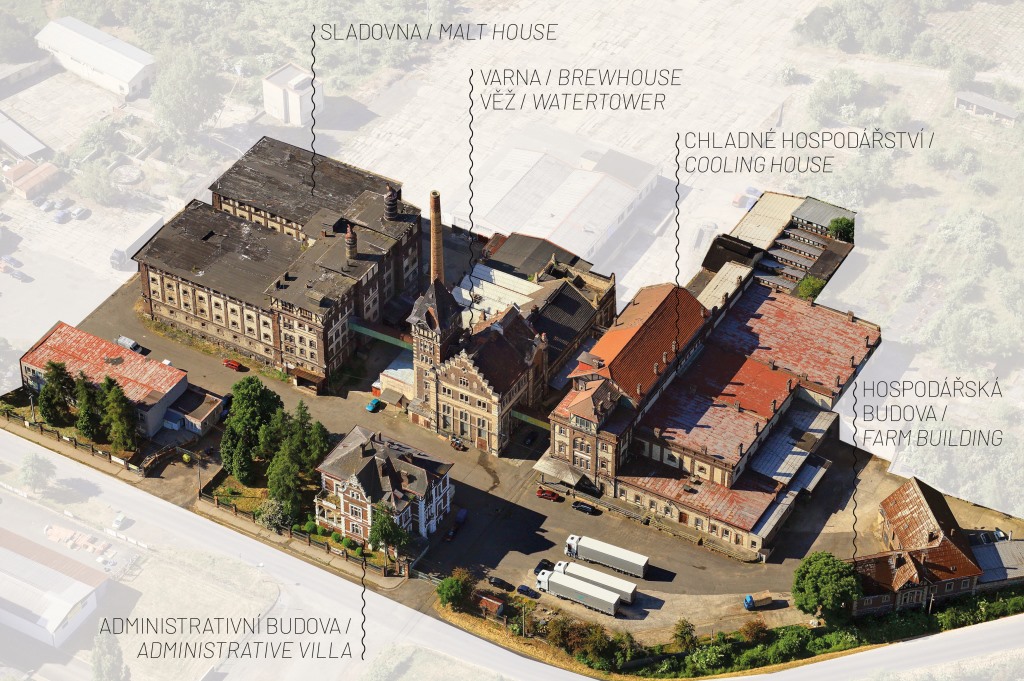 SLADOVNA / MALT HOUSE
VARNA / BREWHOUSE
VĚŽ / WATERTOWER
CHLADNÉ HOSPODÁŘSTVÍ /
COOLING HOUSE
HOSPODÁŘSKÁ
BUDOVA /
FARM BUILDING
ADMINISTRATIVNÍ BUDOVA /
ADMINISTRATIVE VILLA